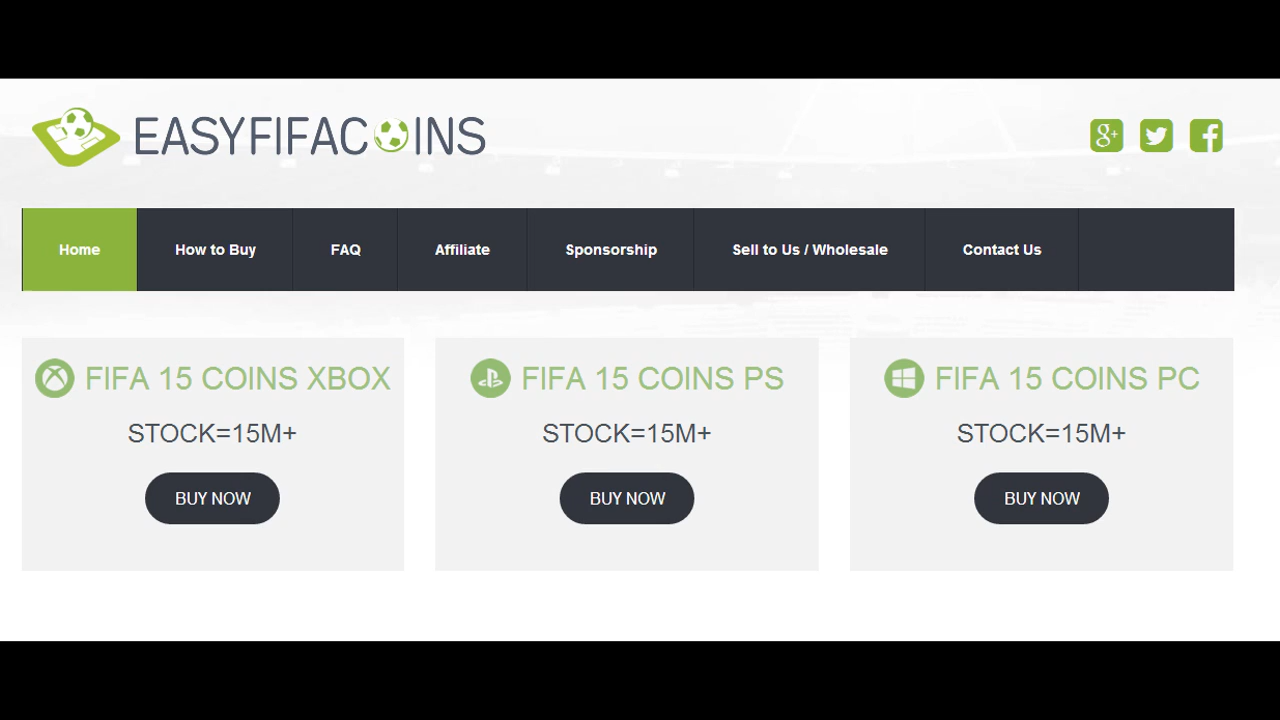 EASYFIFACOINS
g+
Home
How to Buy
FAQ
Affiliate
Sponsorship
Sell to Us / Wholesale
Contact Us
FIFA 15 COINS XBOX
STOCK=15M+
BUY NOW
FIFA 15 COINS PS
STOCK=15M+
BUY NOW
FIFA 15 COINS PC
STOCK=15M+
BUY NOW